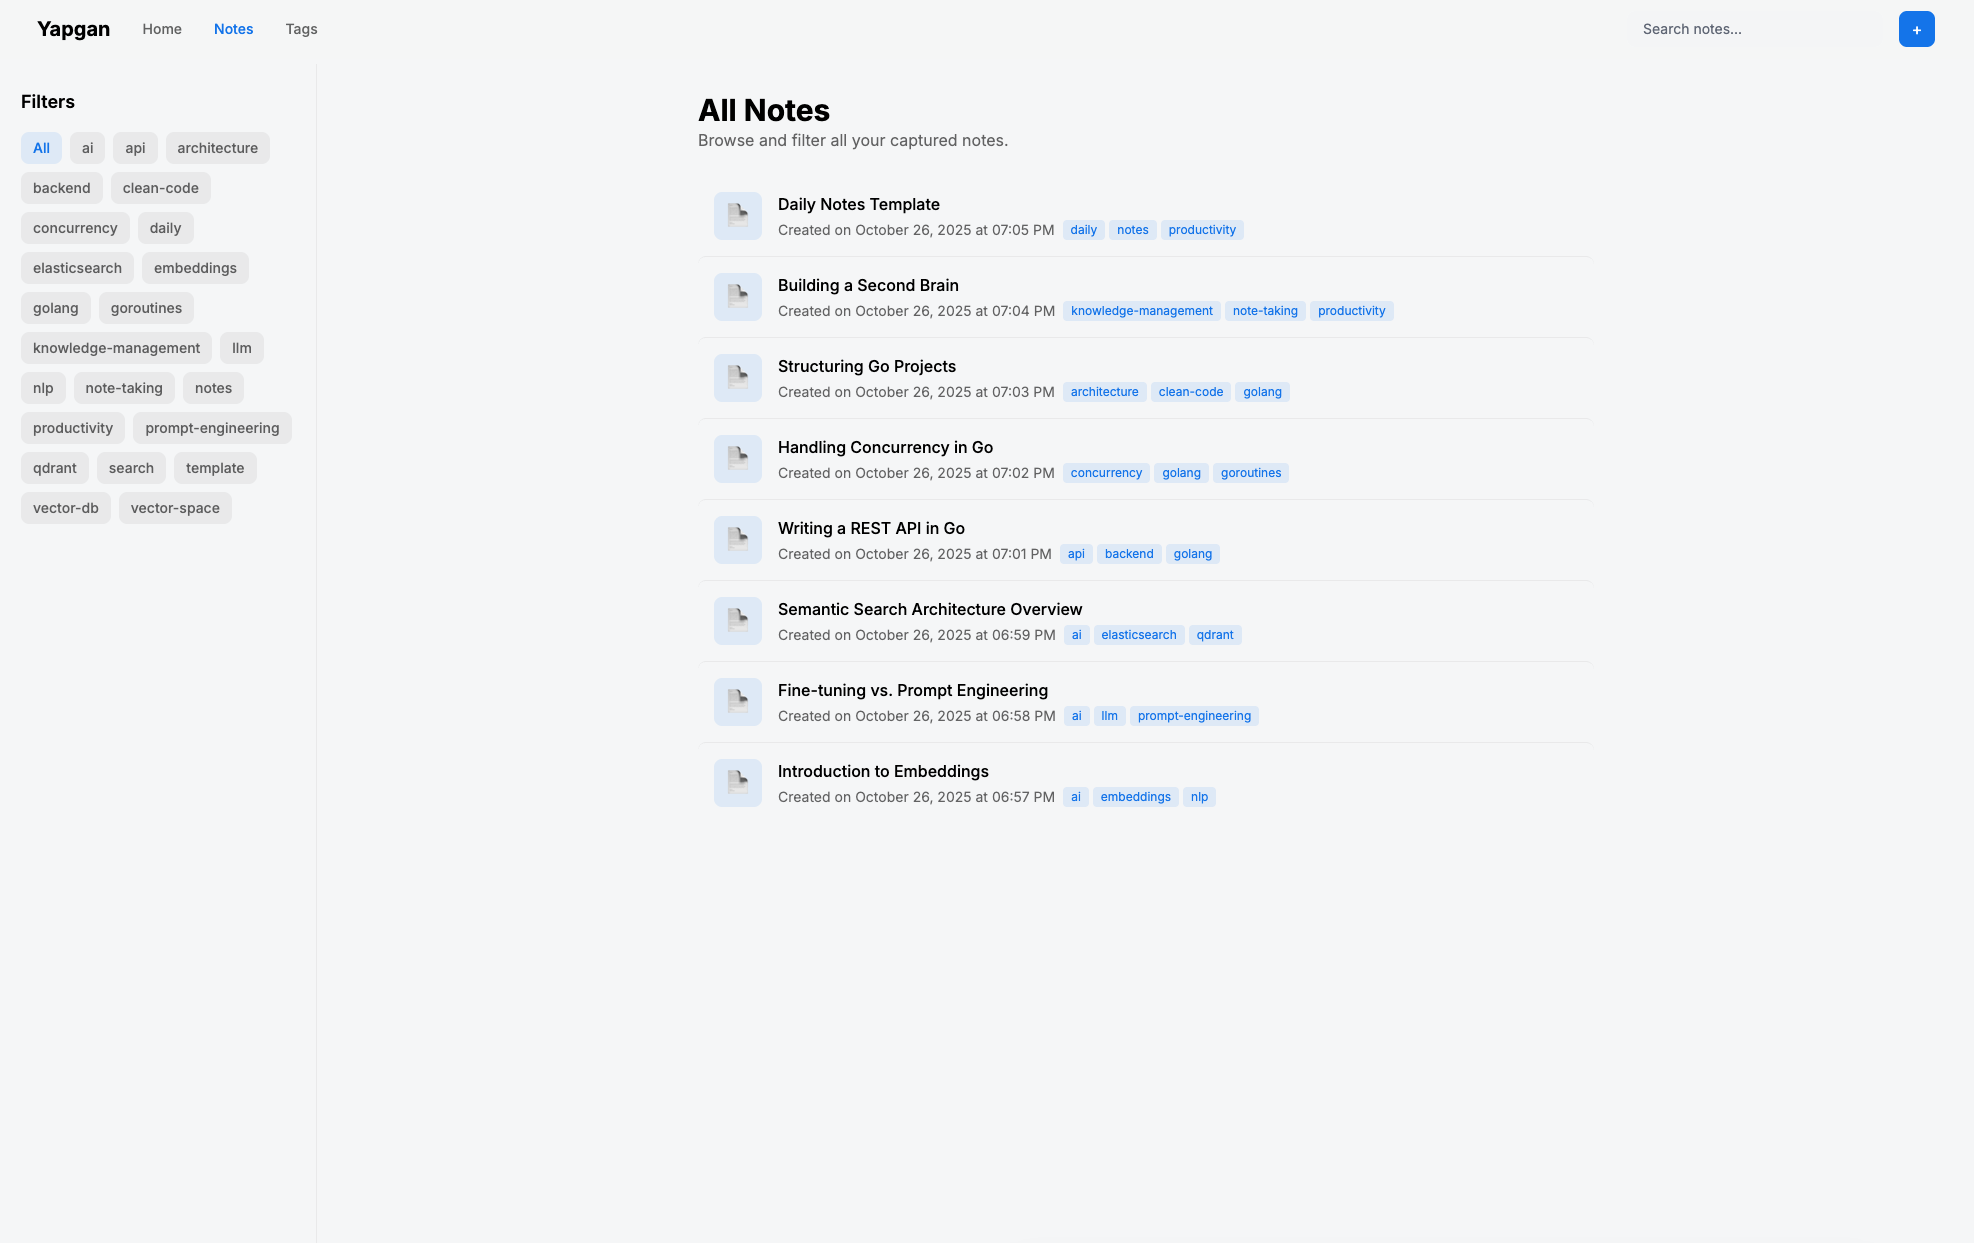 Yapgan Home Notes Tags Search notes... +
Filters
All ai api architecture
backend clean-code
concurrency daily
elasticsearch embeddings
golang goroutines
knowledge-management llm
nlp note-taking notes
productivity prompt-engineering
qdrant search template
vector-db vector-space
All Notes
Browse and filter all your captured notes.
Daily Notes Template
Created on October 26, 2025 at 07:05 PM daily notes productivity
Building a Second Brain
Created on October 26, 2025 at 07:04 PM knowledge-management note-taking productivity
Structuring Go Projects
Created on October 26, 2025 at 07:03 PM architecture clean-code golang
Handling Concurrency in Go
Created on October 26, 2025 at 07:02 PM concurrency golang goroutines
Writing a REST API in Go
Created on October 26, 2025 at 07:01 PM api backend golang
Semantic Search Architecture Overview
Created on October 26, 2025 at 06:59 PM ai elasticsearch qdrant
Fine-tuning vs. Prompt Engineering
Created on October 26, 2025 at 06:58 PM ai llm prompt-engineering
Introduction to Embeddings
Created on October 26, 2025 at 06:57 PM ai embeddings nlp